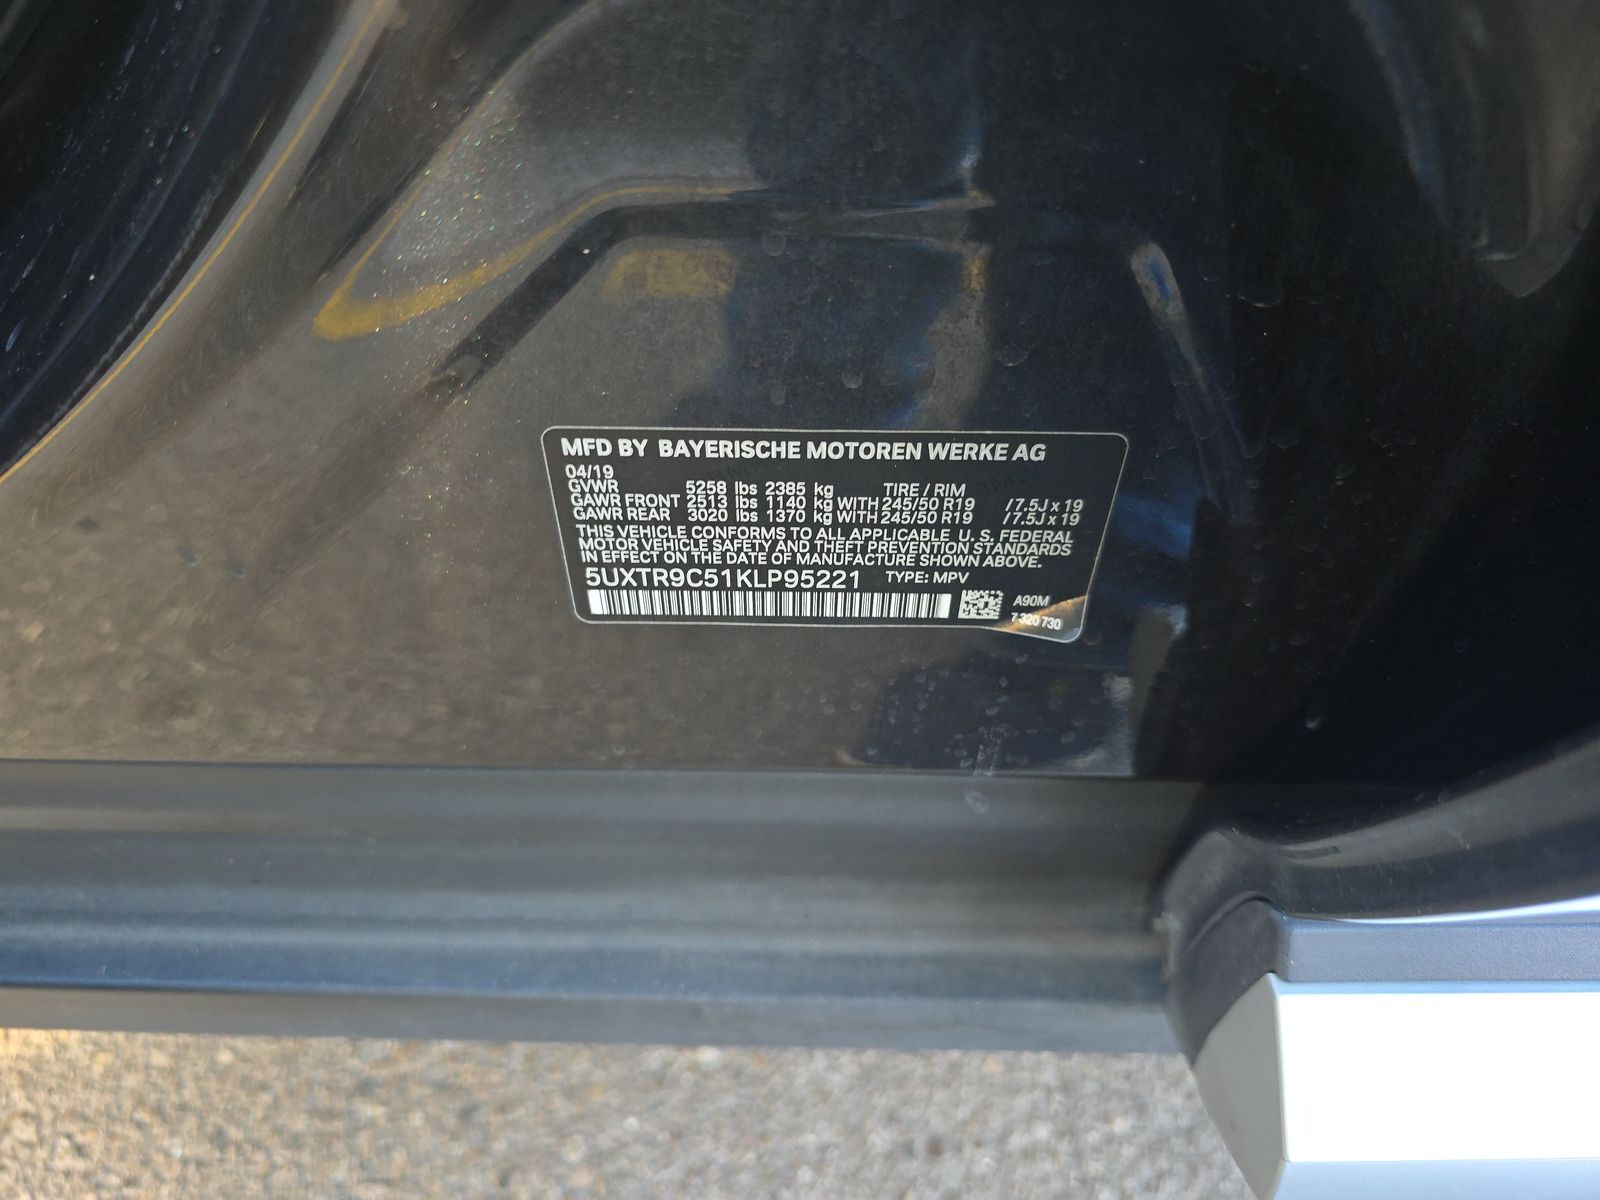 MFD BY BAYERISCHE MOTOREN WERKE AG
04/19
GVWR 5258 lbs 2385 kg TIRE / RIM
GAWR FRONT 2513 lbs 1140 kg WITH 245/50 R19 /7.5J x 19
GAWR REAR 3020 lbs 1370 kg WITH 245/50 R19 /7.5J x 19
THIS VEHICLE CONFORMS TO ALL APPLICABLE U. S. FEDERAL
MOTOR VEHICLE SAFETY AND THEFT PREVENTION STANDARDS
IN EFFECT ON THE DATE OF MANUFACTURE SHOWN ABOVE.
5UXTR9C51KLP95221 TYPE: MPV
A90M
7 320 730